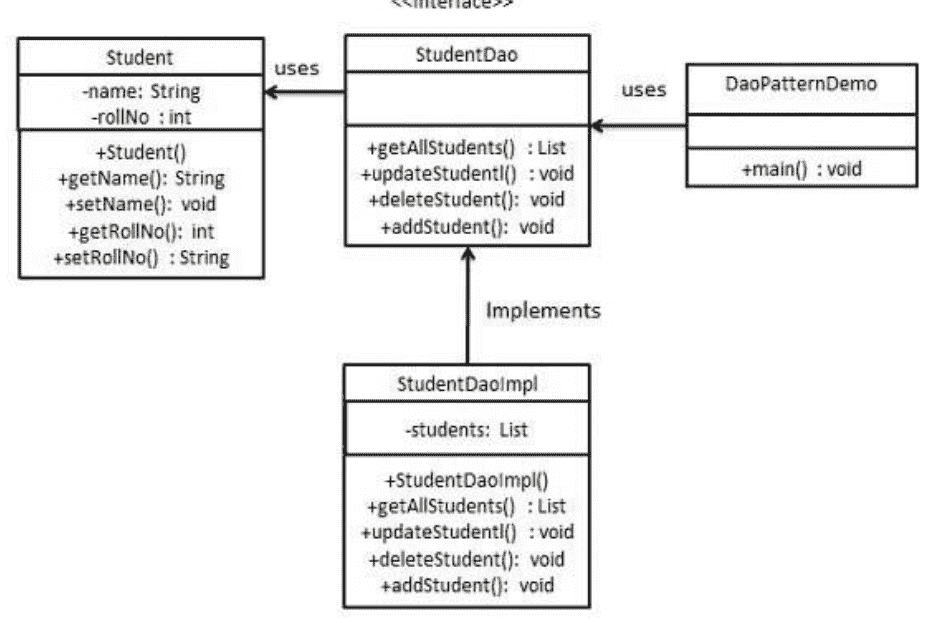 <<interface>>
Student
-name: String
-rollNo : int
+Student()
+getName(): String
+setName(): void
+getRollNo(): int
+setRollNo() : String
uses
StudentDao
+getAllStudents() : List
+updateStudentl() : void
+deleteStudent(): void
+addStudent(): void
uses
DaoPatternDemo
+main() : void
Implements
StudentDaoImpl
-students: List
+StudentDaoImpl()
+getAllStudents() : List
+updateStudentl() : void
+deleteStudent(): void
+addStudent(): void